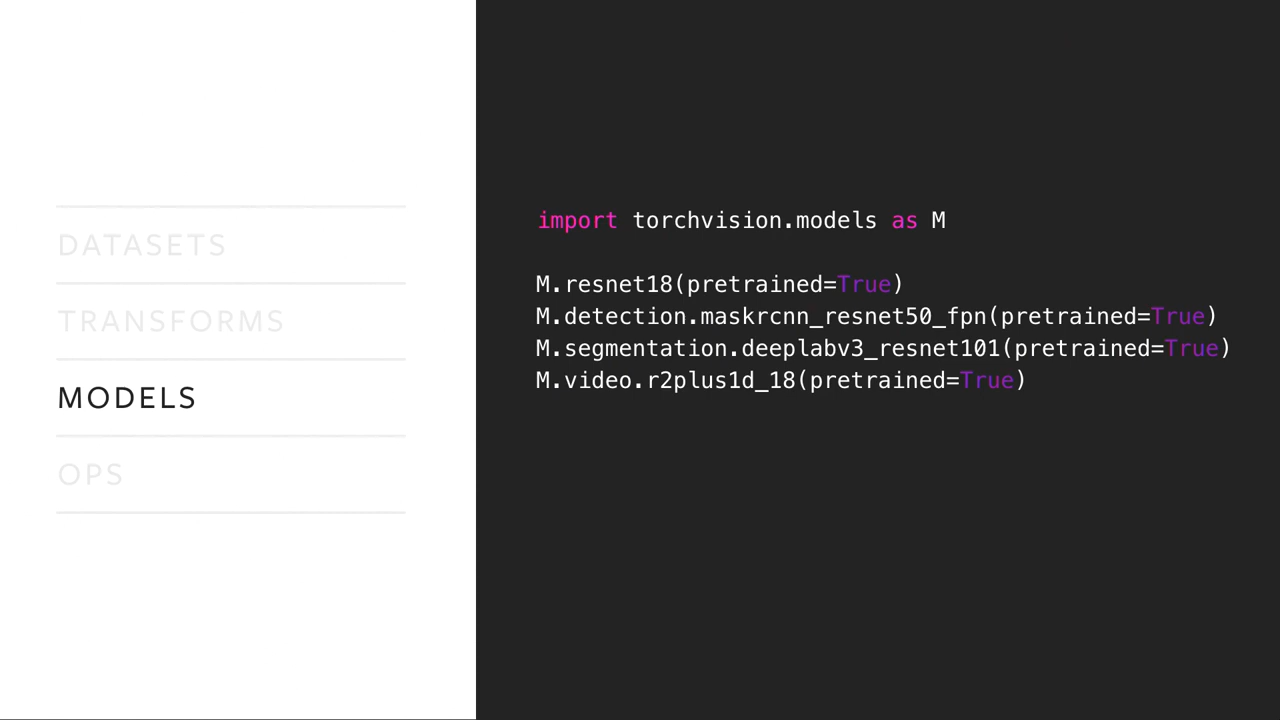 DATASETS
TRANSFORMS
MODELS
OPS
import torchvision.models as M
M.resnet18(pretrained=True)
M.detection.maskrcnn_resnet50_fpn(pretrained=True)
M.segmentation.deeplabv3_resnet101(pretrained=True)
M.video.r2plus1d_18(pretrained=True)